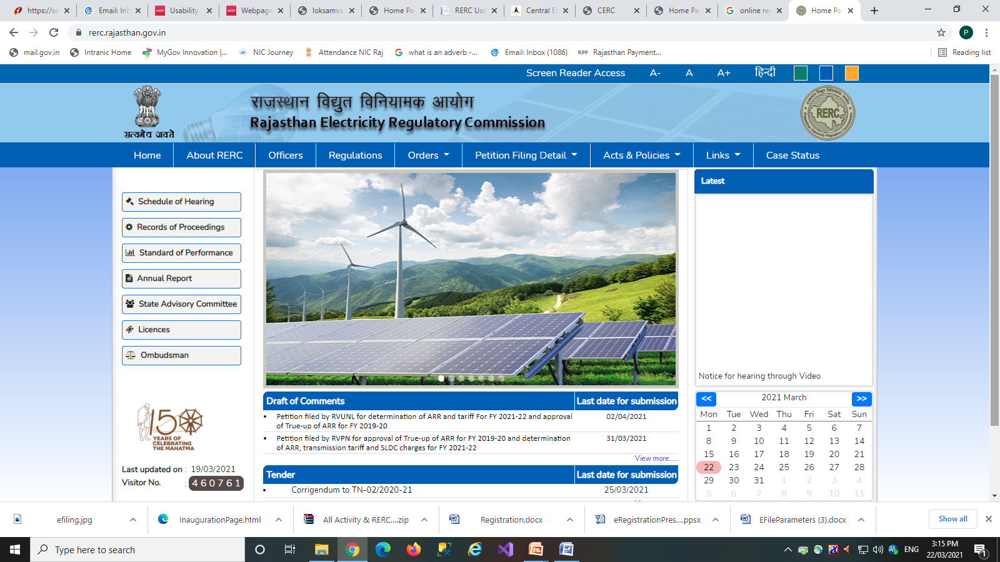 https://se
Email: Inb
Usability
Webpage
loksamva
Home Pa
RERC Use
Central El
CERC
Home Pa
online reg
Home Pa
rerc.rajasthan.gov.in
P
mail.gov.in
Intranic Home
MyGov Innovation |...
NIC Journey
Attendance NIC Raj
what is an adverb -...
Email: Inbox (1086)
RPP Rajasthan Payment...
Reading list
Screen Reader Access A- A A+ हिन्दी
राजस्थान विद्युत विनियामक आयोग
Rajasthan Electricity Regulatory Commission
सत्यमेव जयते
RERC
Home About RERC Officers Regulations Orders Petition Filing Detail Acts & Policies Links Case Status
Schedule of Hearing
Records of Proceedings
Standard of Performance
Annual Report
State Advisory Committee
Licences
Ombudsman
150
YEARS OF
CELEBRATING
THE MAHATMA
Last updated on : 19/03/2021
Visitor No. : 460761
Draft of Comments Last date for submission
• Petition filed by RVUNL for determination of ARR and tariff For FY 2021-22 and approval 02/04/2021
of True-up of ARR for FY 2019-20
• Petition filed by RVPN for approval of True-up of ARR for FY 2019-20 and determination 31/03/2021
of ARR, transmission tariff and SLDC charges for FY 2021-22
View more......
Tender Last date for submission
• Corrigendum to TN-02/2020-21 25/03/2021
Latest
Notice for hearing through Video
<< 2021 March >>
Mon Tue Wed Thu Fri Sat Sun
1 2 3 4 5 6 7
8 9 10 11 12 13 14
15 16 17 18 19 20 21
22 23 24 25 26 27 28
29 30 31 1 2 3 4
5 6 7 8 9 10 11
efiling.jpg
InaugurationPage.html
All Activity & RERC....zip
Registration.docx
eRegistrationPres....ppsx
EFileParameters (3).docx
Show all
Type here to search
ENG
3:15 PM
22/03/2021
1